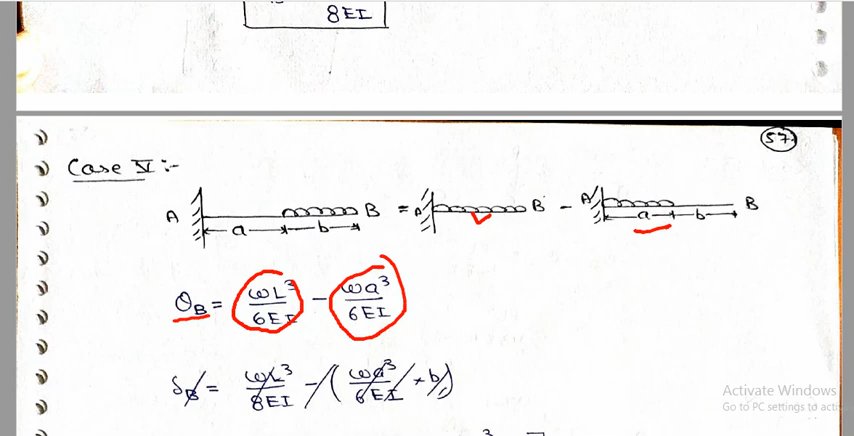 8EI
57.
Case V :-
A a b B = A B - A a b B
θB = ωL³/6EI - ωa³/6EI
δB = ωL³/8EI - (ωa³/6EI × b)
3
Activate Windows
Go to PC settings to acti